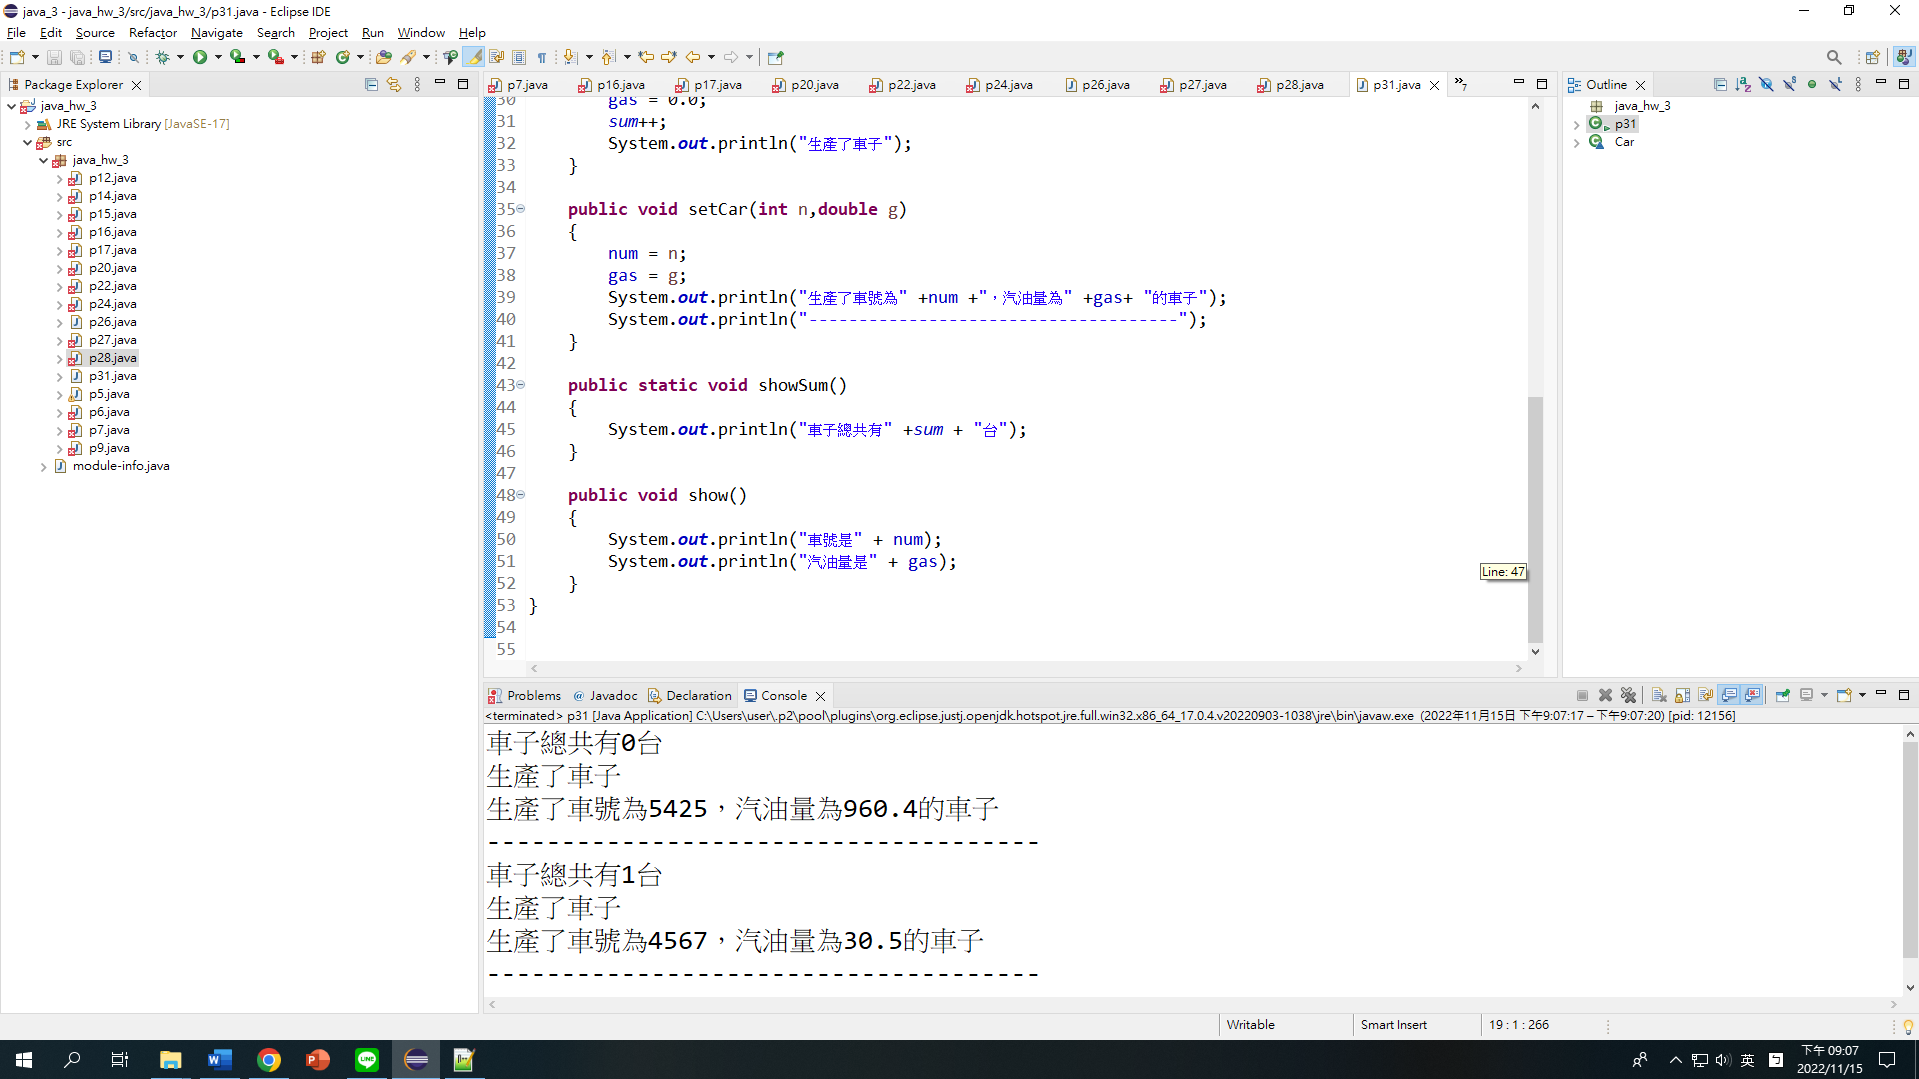 java_3 - java_hw_3/src/java_hw_3/p31.java - Eclipse IDE
File Edit Source Refactor Navigate Search Project Run Window Help
Package Explorer
java_hw_3
JRE System Library [JavaSE-17]
src
java_hw_3
p12.java
p14.java
p15.java
p16.java
p17.java
p20.java
p22.java
p24.java
p26.java
p27.java
p28.java
p31.java
p5.java
p6.java
p7.java
p9.java
module-info.java
p7.java p16.java p17.java p20.java p22.java p24.java p26.java p27.java p28.java p31.java »7
30 gas = 0.0;
31 sum++;
32 System.out.println("生產了車子");
33 }
34
35 public void setCar(int n,double g)
36 {
37 num = n;
38 gas = g;
39 System.out.println("生產了車號為" +num +"，汽油量為" +gas+ "的車子");
40 System.out.println("-------------------------------------");
41 }
42
43 public static void showSum()
44 {
45 System.out.println("車子總共有" +sum + "台");
46 }
47
48 public void show()
49 {
50 System.out.println("車號是" + num);
51 System.out.println("汽油量是" + gas);
52 }
53 }
54
55
Line: 47
Outline
java_hw_3
p31
Car
Problems @ Javadoc Declaration Console
<terminated> p31 [Java Application] C:\Users\user\.p2\pool\plugins\org.eclipse.justj.openjdk.hotspot.jre.full.win32.x86_64_17.0.4.v20220903-1038\jre\bin\javaw.exe (2022年11月15日 下午9:07:17 – 下午9:07:20) [pid: 12156]
車子總共有0台
生產了車子
生產了車號為5425，汽油量為960.4的車子
-------------------------------------
車子總共有1台
生產了車子
生產了車號為4567，汽油量為30.5的車子
-------------------------------------
Writable Smart Insert 19 : 1 : 266
英
下午 09:07
2022/11/15